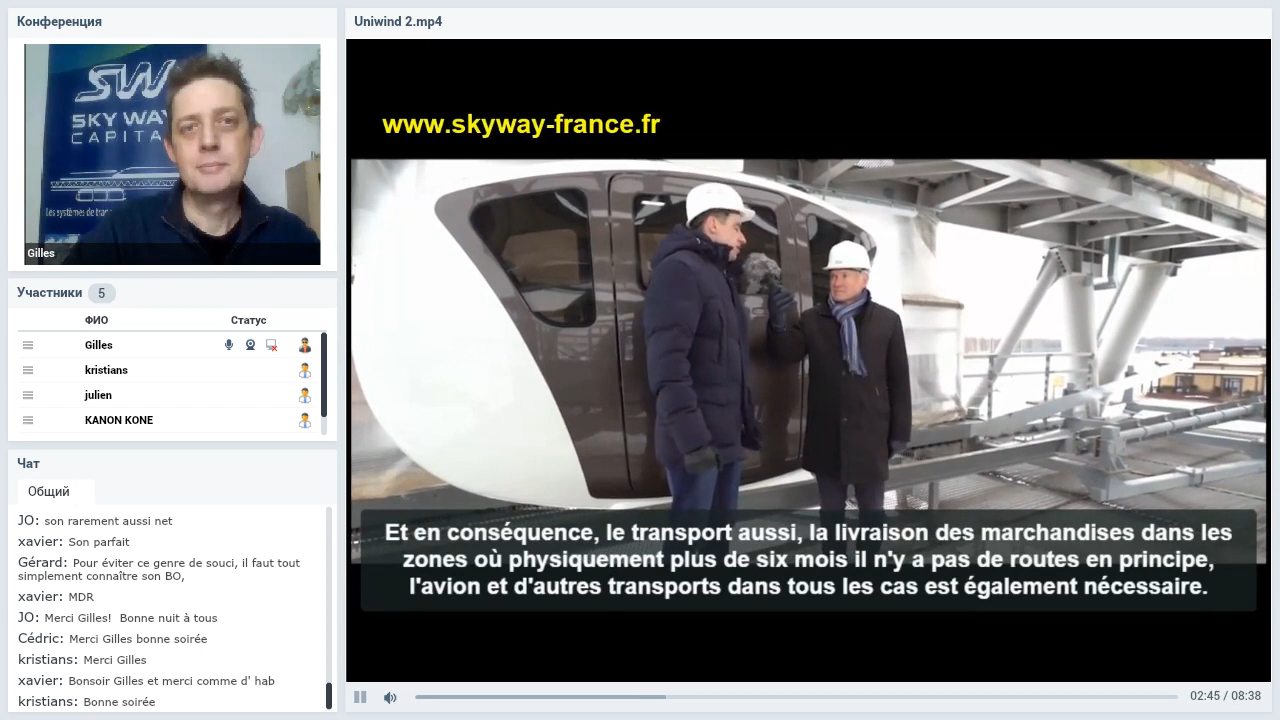 Конференция
SW
SKY WAY
CAPITA
Les systèmes de
Gilles
Участники 5
ФИО Статус
Gilles
kristians
julien
KANON KONE
Чат
Общий
JO: son rarement aussi net
xavier: Son parfait
Gérard: Pour éviter ce genre de souci, il faut tout
simplement connaître son BO,
xavier: MDR
JO: Merci Gilles!  Bonne nuit à tous
Cédric: Merci Gilles bonne soirée
kristians: Merci Gilles
xavier: Bonsoir Gilles et merci comme d' hab
kristians: Bonne soirée
Uniwind 2.mp4
www.skyway-france.fr
Et en conséquence, le transport aussi, la livraison des marchandises dans les
zones où physiquement plus de six mois il n'y a pas de routes en principe,
l'avion et d'autres transports dans tous les cas est également nécessaire.
02:45 / 08:38